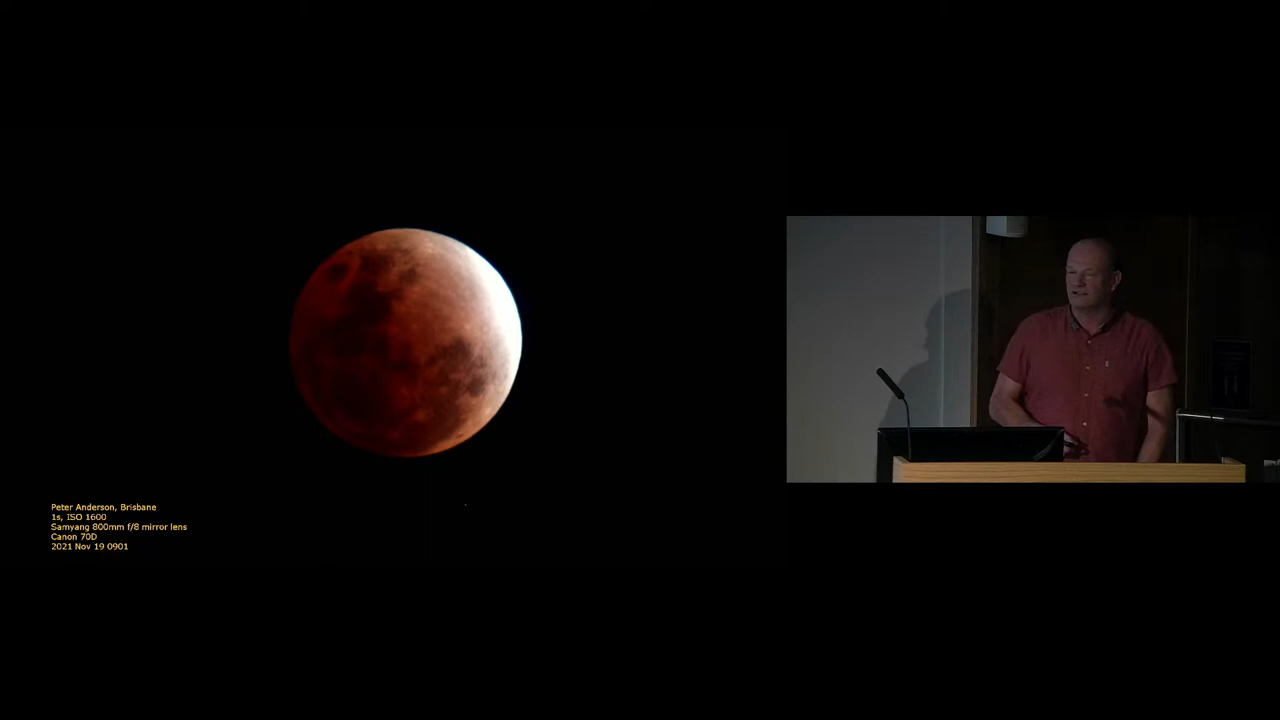 Peter Anderson, Brisbane
1s, ISO 1600
Samyang 800mm f/8 mirror lens
Canon 70D
2021 Nov 19 0901